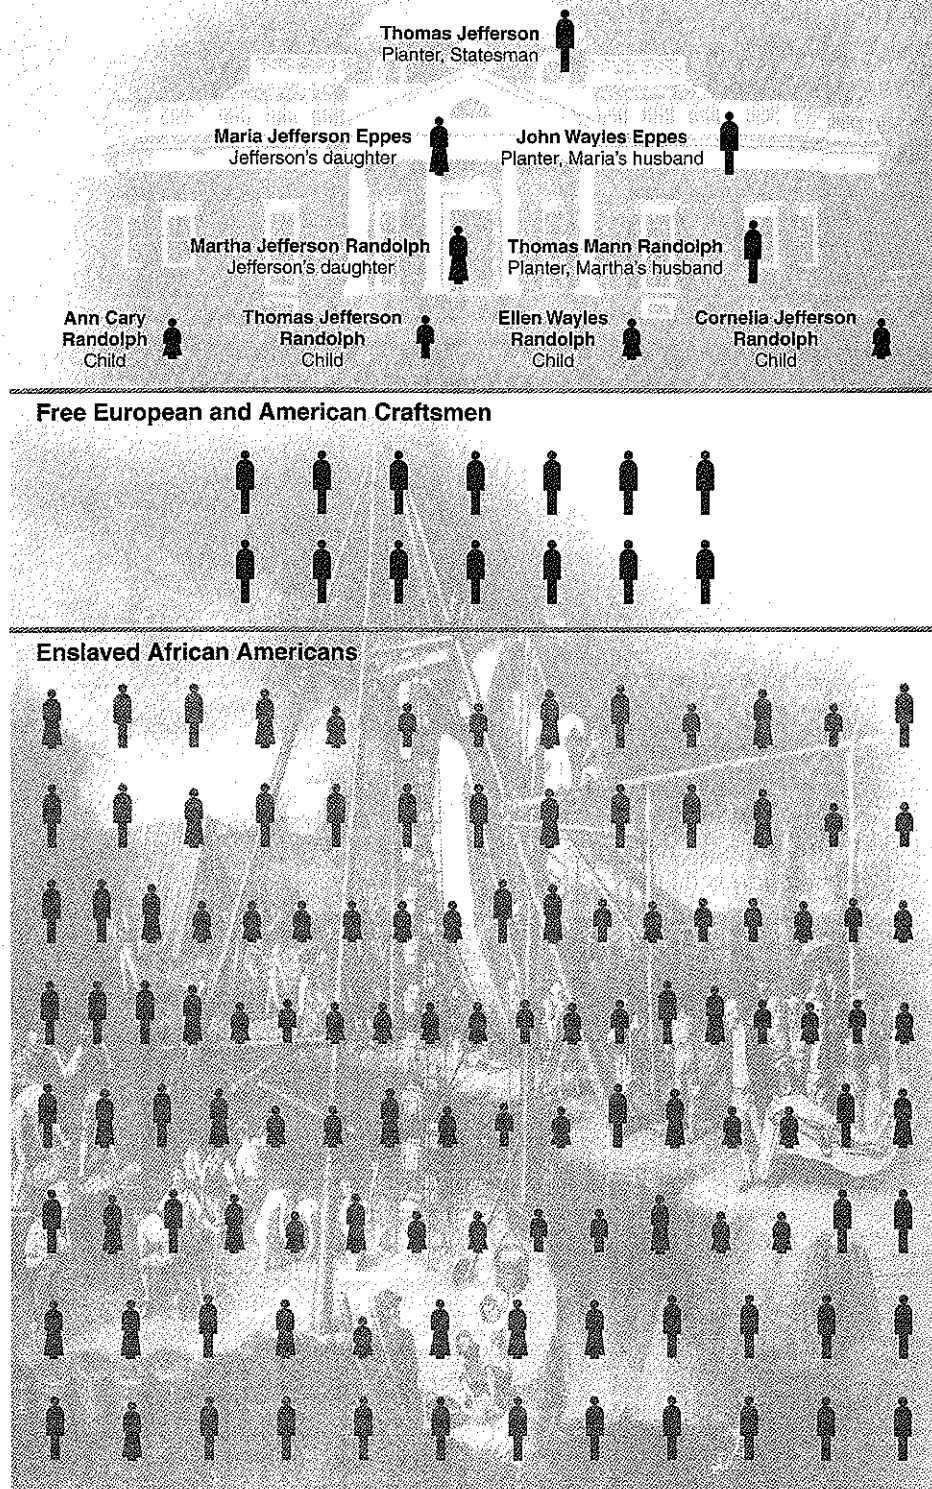 Thomas Jefferson
Planter, Statesman
Maria Jefferson Eppes
Jefferson's daughter
John Wayles Eppes
Planter, Maria's husband
Martha Jefferson Randolph
Jefferson's daughter
Thomas Mann Randolph
Planter, Martha's husband
Ann Cary
Randolph
Child
Thomas Jefferson
Randolph
Child
Ellen Wayles
Randolph
Child
Cornelia Jefferson
Randolph
Child
Free European and American Craftsmen
Enslaved African Americans